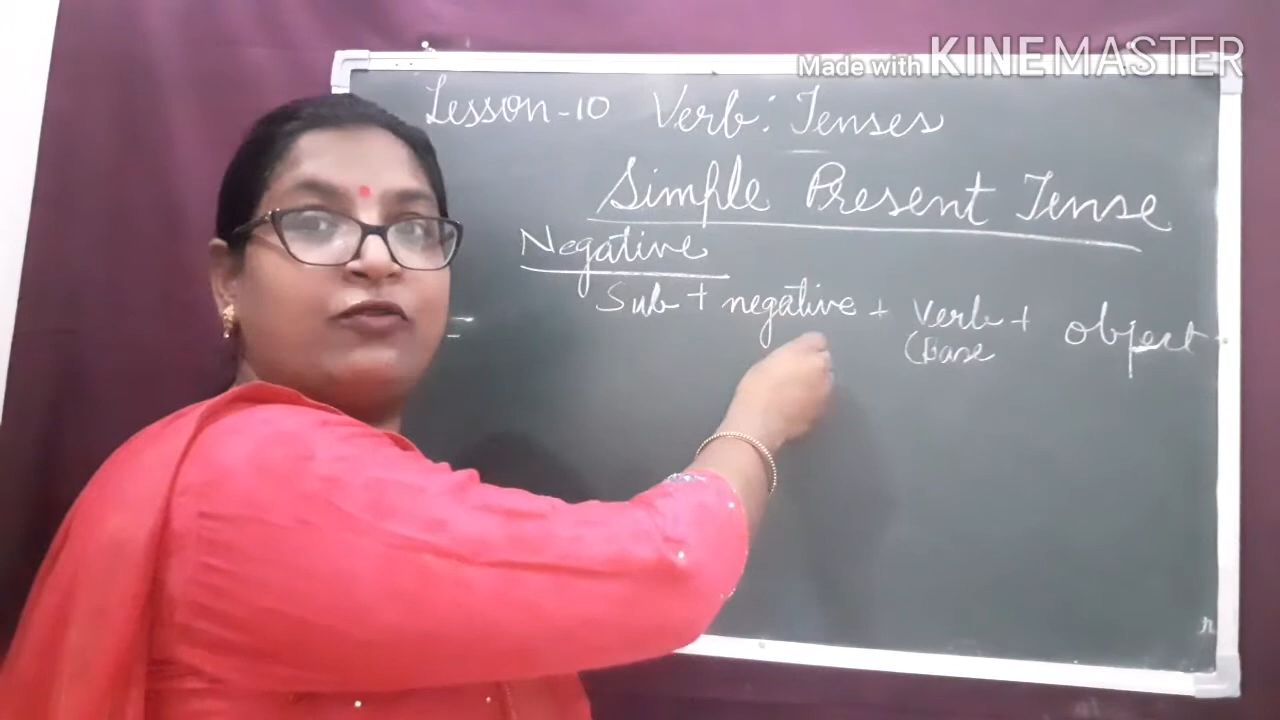 Made with KINEMASTER
Lesson-10 Verb: Tenses
Simple Present Tense
Negative
Sub + negative + Verb + object
(Base